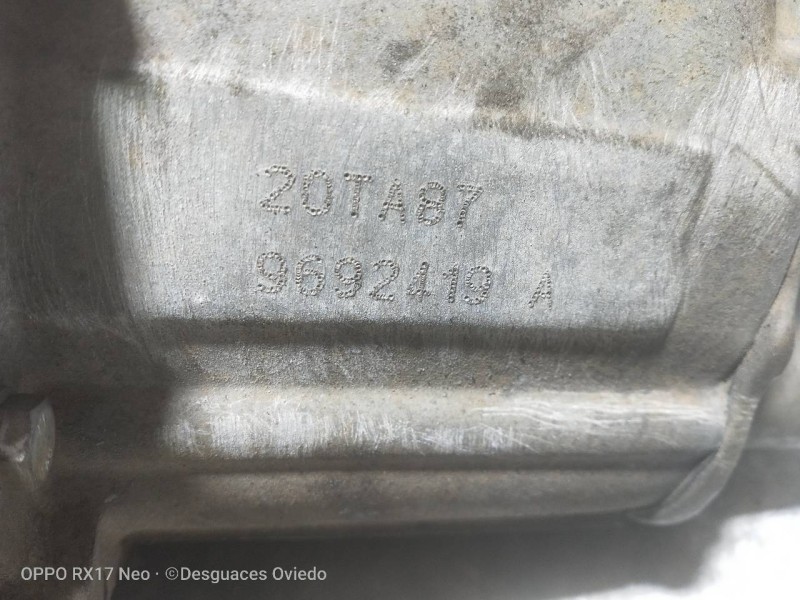 20TA87
9692419 A
OPPO RX17 Neo · ©Desguaces Oviedo